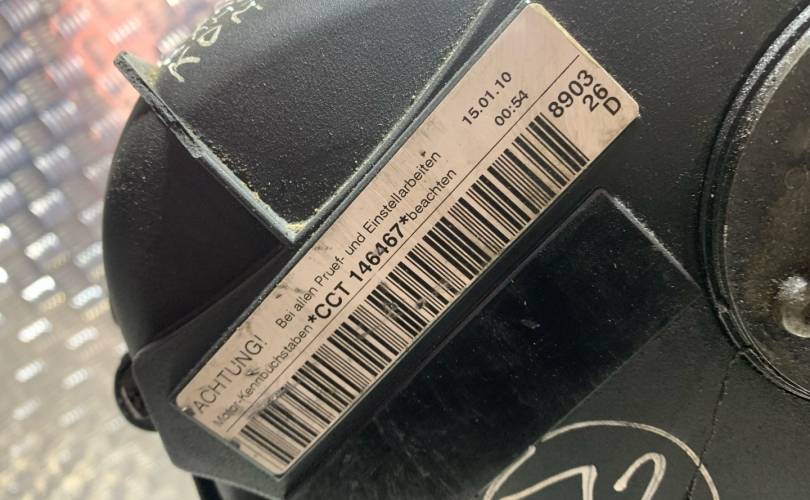 15.01.10
00:54
8903
26
D
ACHTUNG! Bei allen Pruef- und Einstellarbeiten
Motor-Kennbuchstaben *CCT 146467* beachten